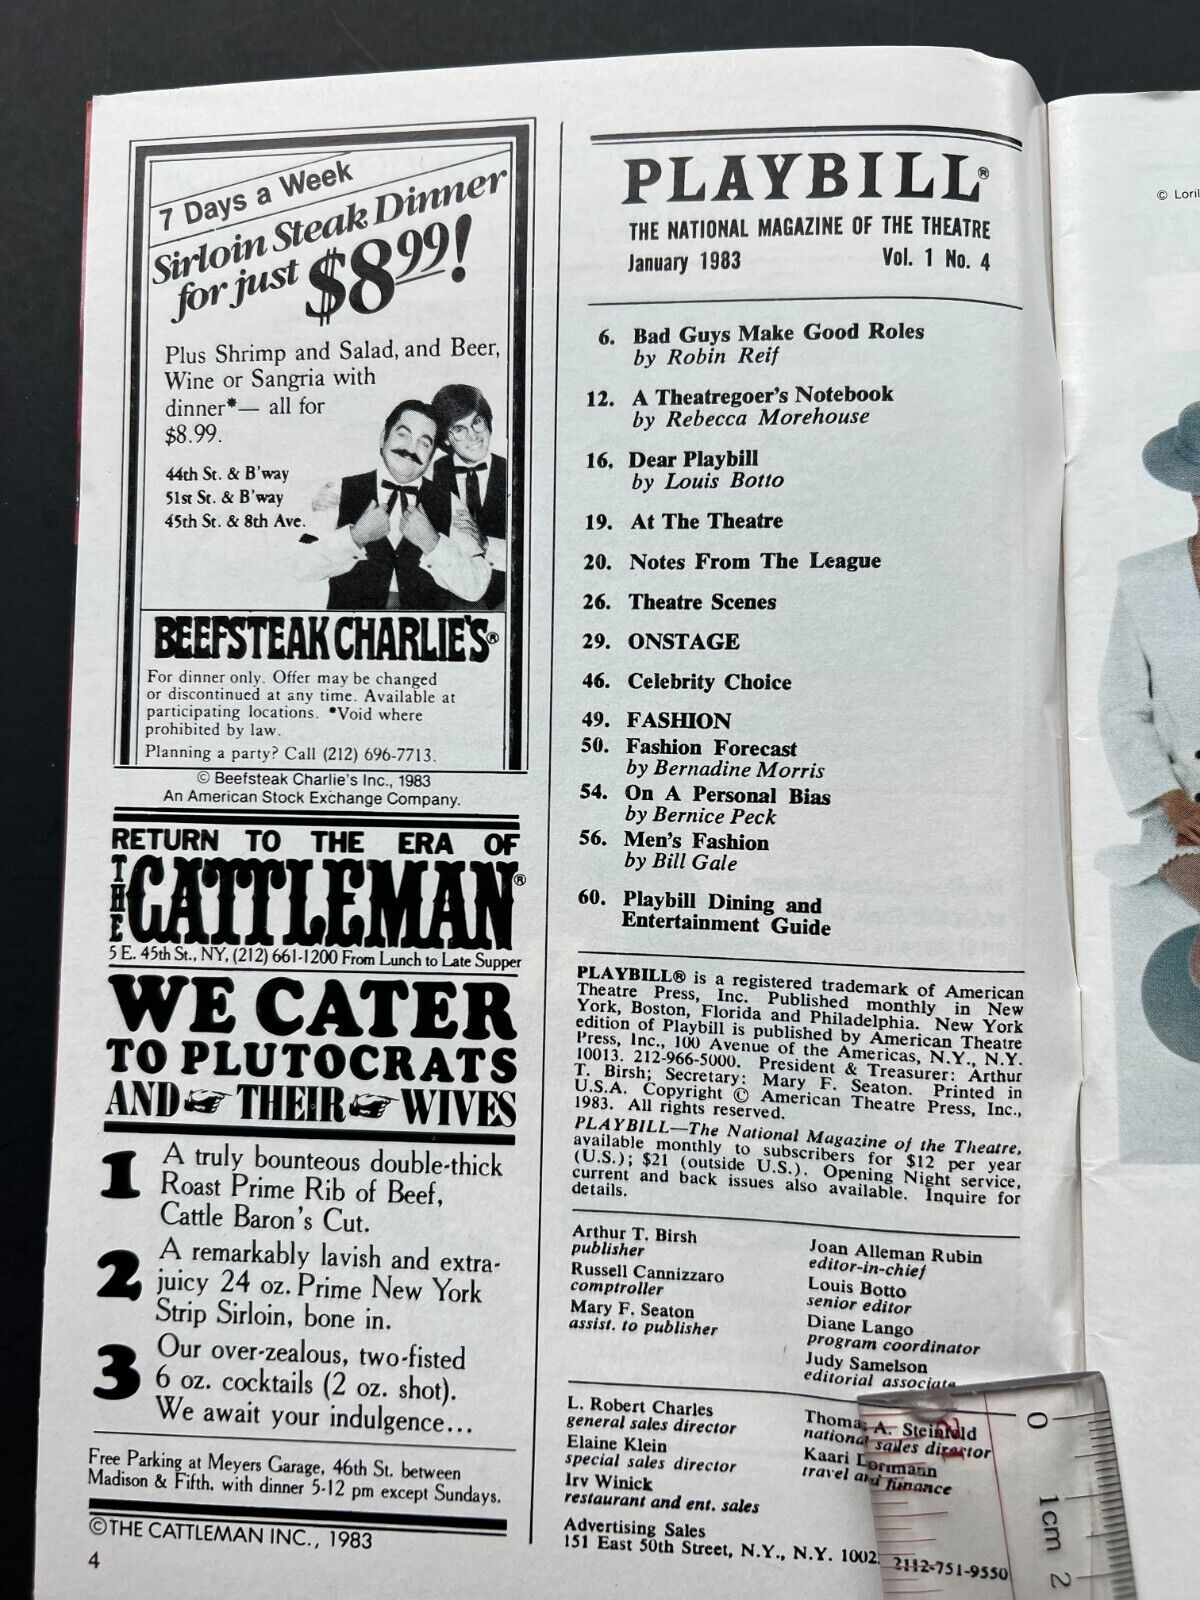 7 Days a Week
Sirloin Steak Dinner
for just $8.99!
Plus Shrimp and Salad, and Beer,
Wine or Sangria with
dinner*— all for
$8.99.
44th St. & B'way
51st St. & B'way
45th St. & 8th Ave.
BEEFSTEAK CHARLIE'S®
For dinner only. Offer may be changed
or discontinued at any time. Available at
participating locations. *Void where
prohibited by law.
Planning a party? Call (212) 696-7713.
© Beefsteak Charlie's Inc., 1983
An American Stock Exchange Company.
RETURN TO THE ERA OF
THE CATTLEMAN®
5 E. 45th St., NY, (212) 661-1200 From Lunch to Late Supper
WE CATER
TO PLUTOCRATS
AND THEIR WIVES
1 A truly bounteous double-thick
Roast Prime Rib of Beef,
Cattle Baron's Cut.
2 A remarkably lavish and extra-
juicy 24 oz. Prime New York
Strip Sirloin, bone in.
3 Our over-zealous, two-fisted
6 oz. cocktails (2 oz. shot).
We await your indulgence...
Free Parking at Meyers Garage, 46th St. between
Madison & Fifth, with dinner 5-12 pm except Sundays.
©THE CATTLEMAN INC., 1983
4
PLAYBILL®
THE NATIONAL MAGAZINE OF THE THEATRE
January 1983 Vol. 1 No. 4
6. Bad Guys Make Good Roles
by Robin Reif
12. A Theatregoer's Notebook
by Rebecca Morehouse
16. Dear Playbill
by Louis Botto
19. At The Theatre
20. Notes From The League
26. Theatre Scenes
29. ONSTAGE
46. Celebrity Choice
49. FASHION
50. Fashion Forecast
by Bernadine Morris
54. On A Personal Bias
by Bernice Peck
56. Men's Fashion
by Bill Gale
60. Playbill Dining and
Entertainment Guide
PLAYBILL® is a registered trademark of American
Theatre Press, Inc. Published monthly in New
York, Boston, Florida and Philadelphia. New York
edition of Playbill is published by American Theatre
Press, Inc., 100 Avenue of the Americas, N.Y., N.Y.
10013. 212-966-5000. President & Treasurer: Arthur
T. Birsh; Secretary: Mary F. Seaton. Printed in
U.S.A. Copyright © American Theatre Press, Inc.,
1983. All rights reserved.
PLAYBILL—The National Magazine of the Theatre,
available monthly to subscribers for $12 per year
(U.S.); $21 (outside U.S.). Opening Night service,
current and back issues also available. Inquire for
details.
Arthur T. Birsh
publisher
Russell Cannizzaro
comptroller
Mary F. Seaton
assist. to publisher
Joan Alleman Rubin
editor-in-chief
Louis Botto
senior editor
Diane Lango
program coordinator
Judy Samelson
editorial associate
L. Robert Charles
general sales director
Elaine Klein
special sales director
Irv Winick
restaurant and ent. sales
Thomas A. Steinfeld
national sales director
Kaari
travel and finance
Advertising Sales
151 East 50th Street, N.Y., N.Y.
© Loril
0
1cm
2
12